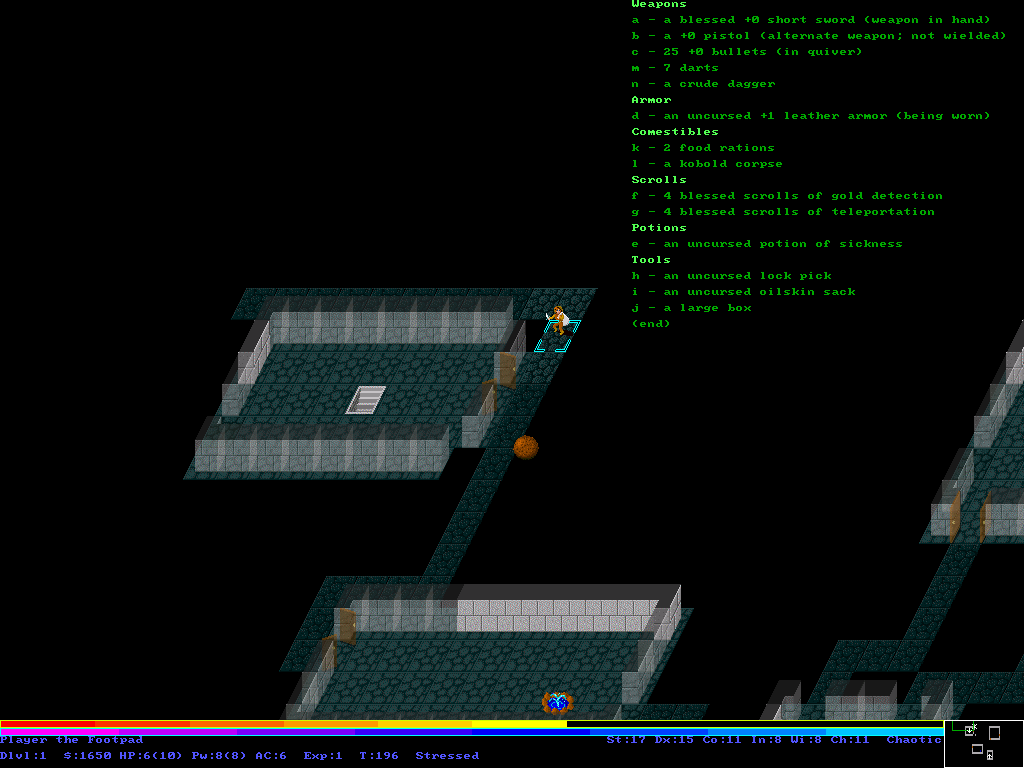 Weapons
a - a blessed +0 short sword (weapon in hand)
b - a +0 pistol (alternate weapon; not wielded)
c - 25 +0 bullets (in quiver)
m - 7 darts
n - a crude dagger
Armor
d - an uncursed +1 leather armor (being worn)
Comestibles
k - 2 food rations
l - a kobold corpse
Scrolls
f - 4 blessed scrolls of gold detection
g - 4 blessed scrolls of teleportation
Potions
e - an uncursed potion of sickness
Tools
h - an uncursed lock pick
i - an uncursed oilskin sack
j - a large box
(end)
Player the Footpad St:17 Dx:15 Co:11 In:8 Wi:8 Ch:11 Chaotic
Dlvl:1 $:1650 HP:6(10) Pw:8(8) AC:6 Exp:1 T:196 Stressed